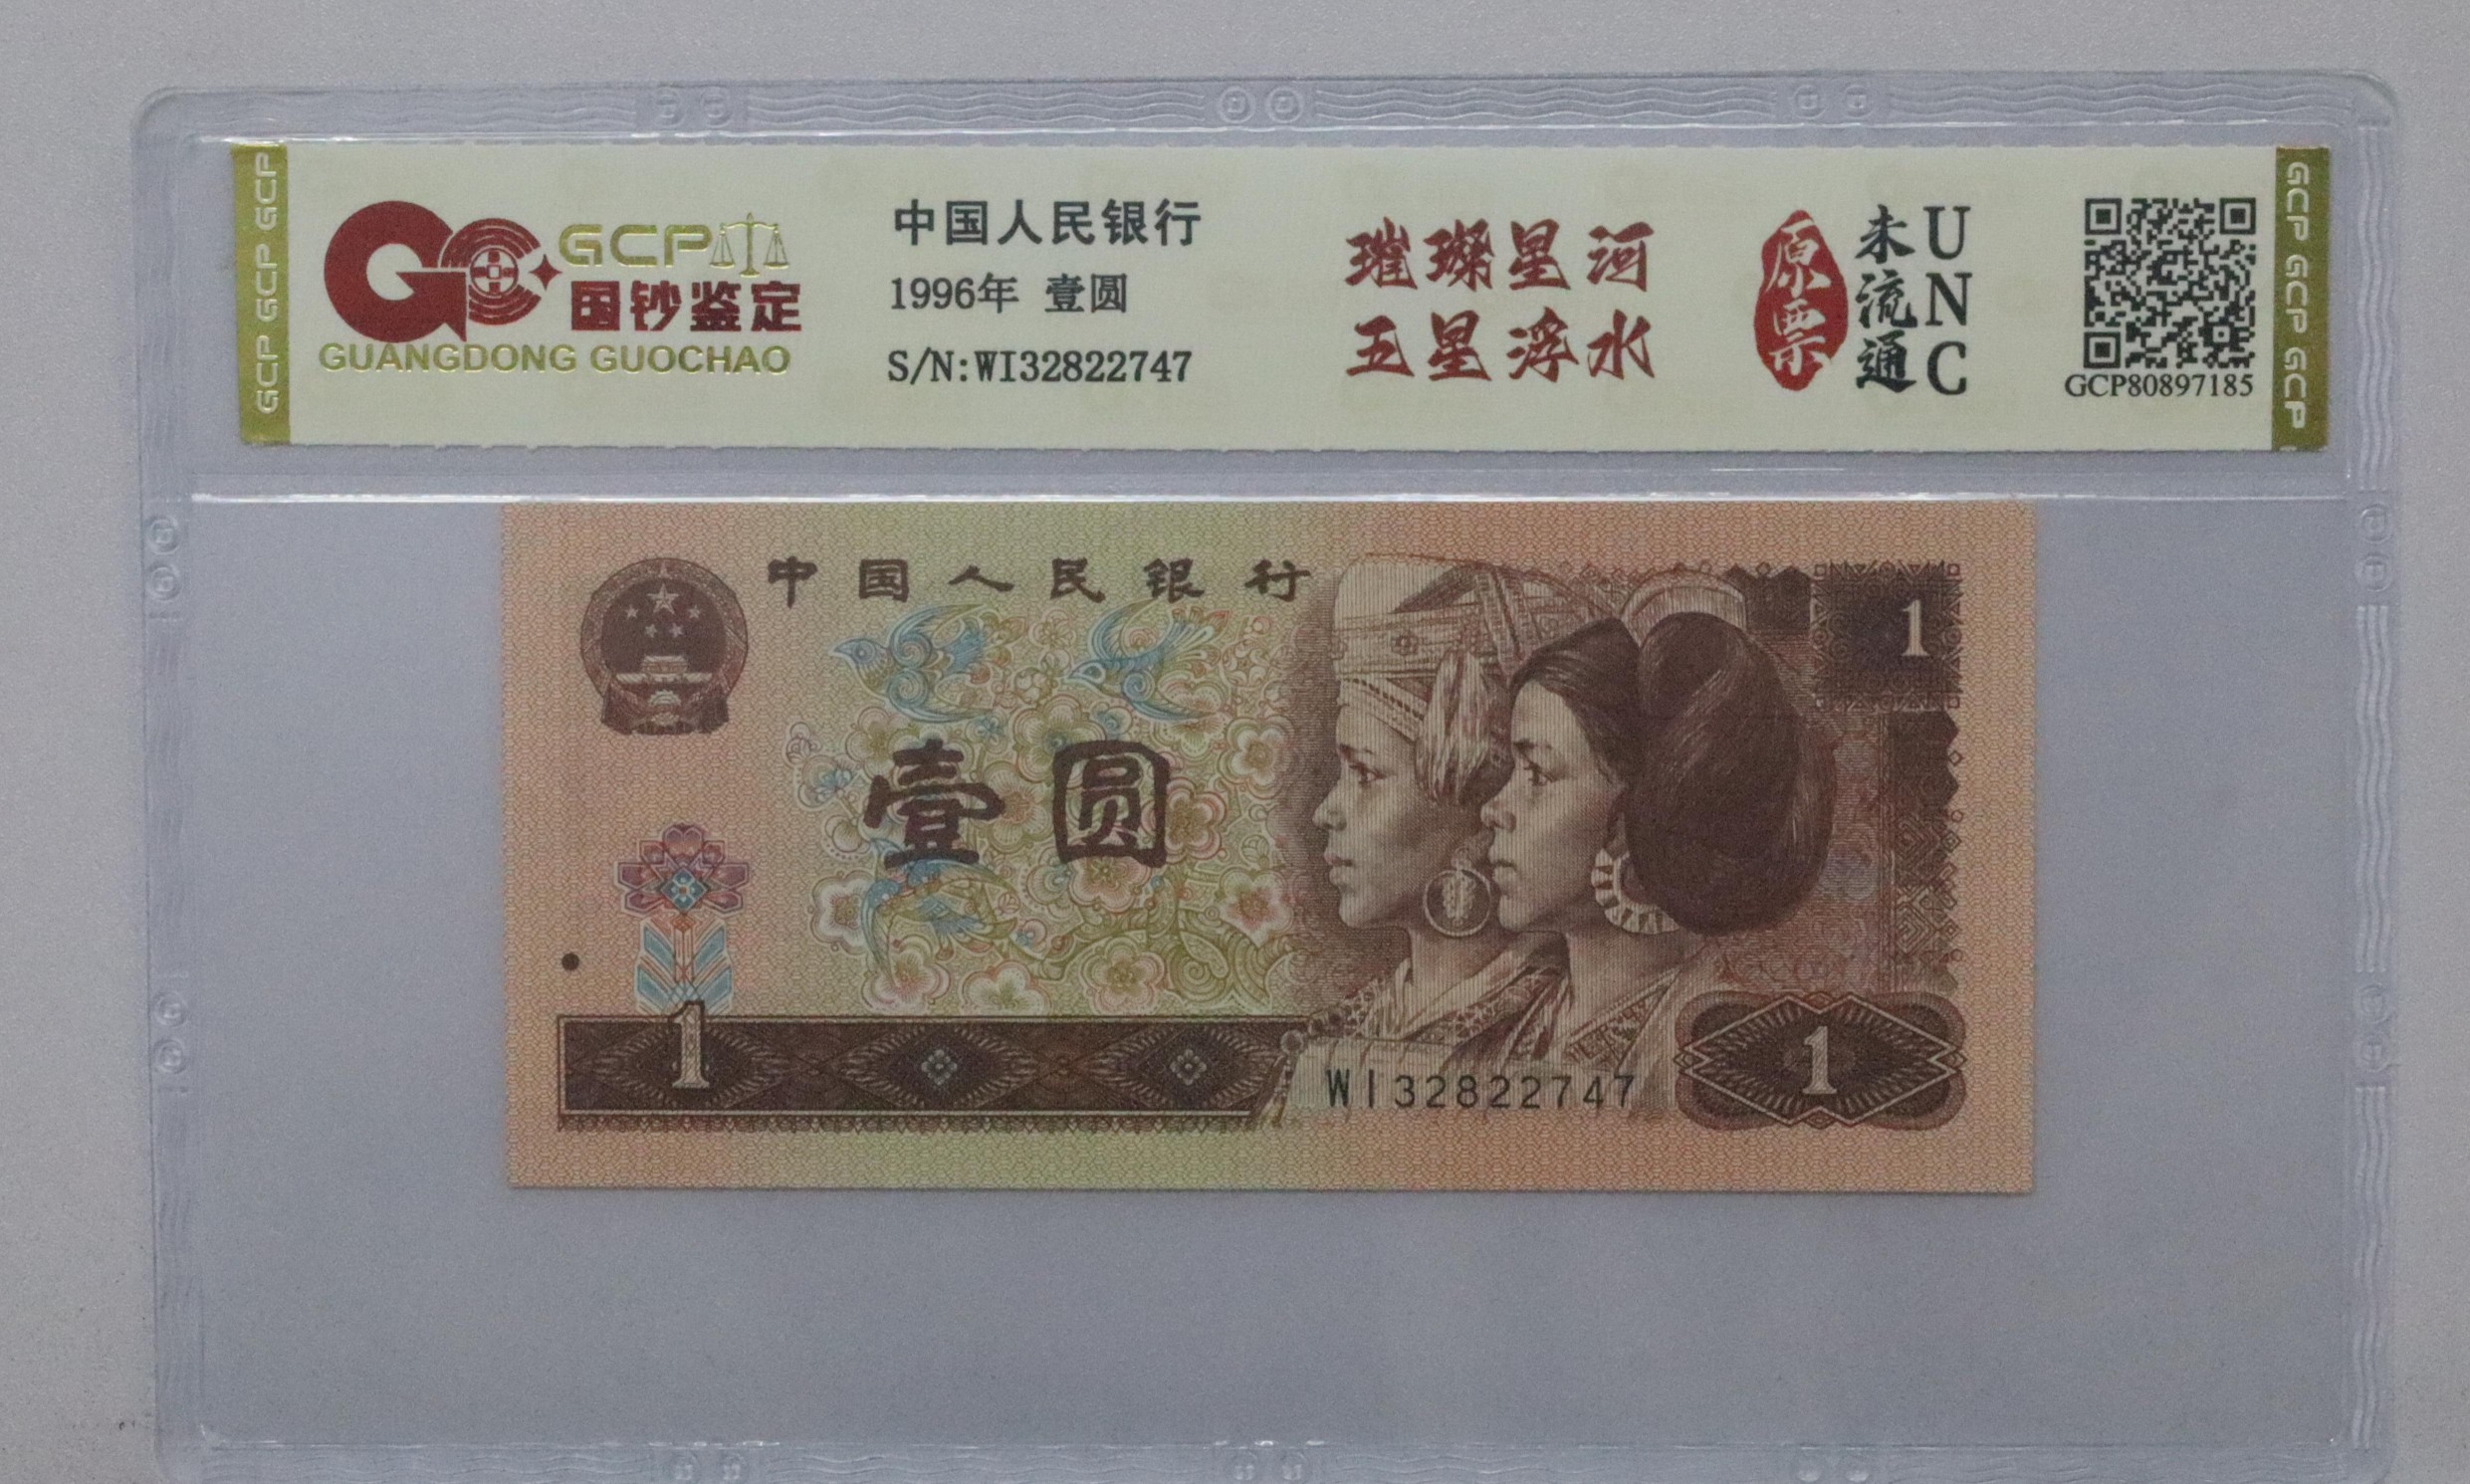 GCP GCP GCP
GCP
国钞鉴定
GUANGDONG GUOCHAO
中国人民银行
1996年 壹圆
S/N:WI32822747
璀璨星河
五星浮水
原票
未流通
UNC
GCP80897185
GCP GCP GCP
中国人民银行
1
壹圆
1
WI32822747
1